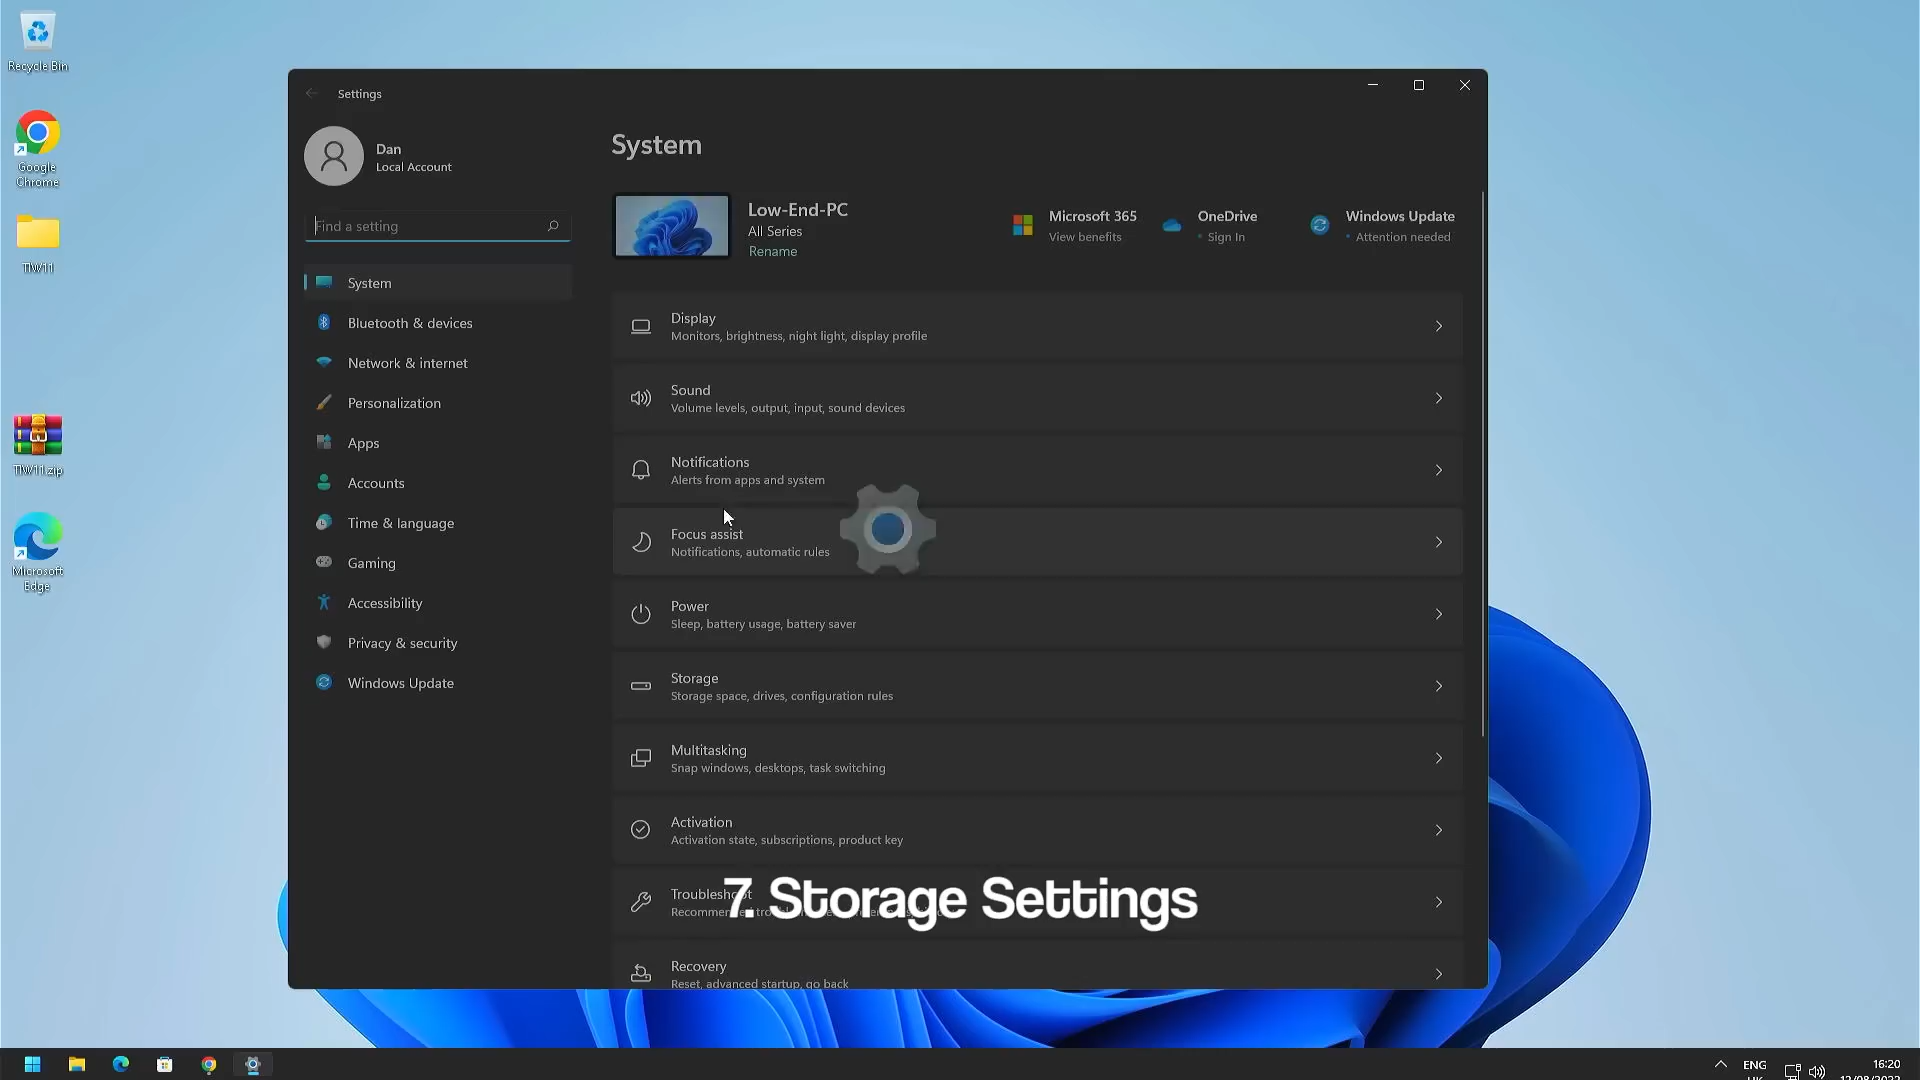 Recycle Bin
Google
Chrome
TIW11
TIW11.zip
Microsoft
Edge
Settings
Dan
Local Account
Find a setting
System
Bluetooth & devices
Network & internet
Personalization
Apps
Accounts
Time & language
Gaming
Accessibility
Privacy & security
Windows Update
System
Low-End-PC
All Series
Rename
Microsoft 365
View benefits
OneDrive
Sign In
Windows Update
Attention needed
Display
Monitors, brightness, night light, display profile
Sound
Volume levels, output, input, sound devices
Notifications
Alerts from apps and system
Focus assist
Notifications, automatic rules
Power
Sleep, battery usage, battery saver
Storage
Storage space, drives, configuration rules
Multitasking
Snap windows, desktops, task switching
Activation
Activation state, subscriptions, product key
Troubleshoot
7. Storage Settings
Recovery
Reset, advanced startup, go back
ENG
UK
16:20